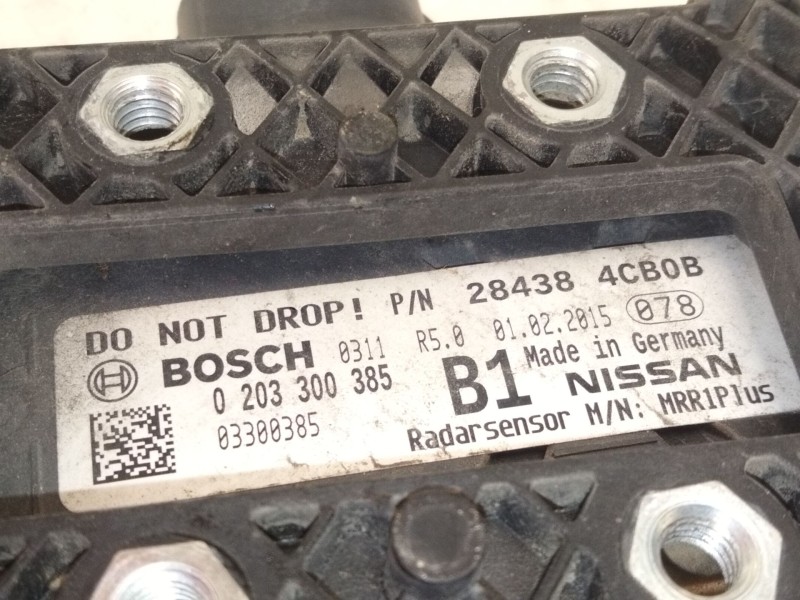 DO NOT DROP! P/N 28438 4CB0B
BOSCH 0311 R5.0 01.02.2015 078
0 203 300 385 B1 Made in Germany
03300385 NISSAN
Radarsensor M/N: MRR1Plus